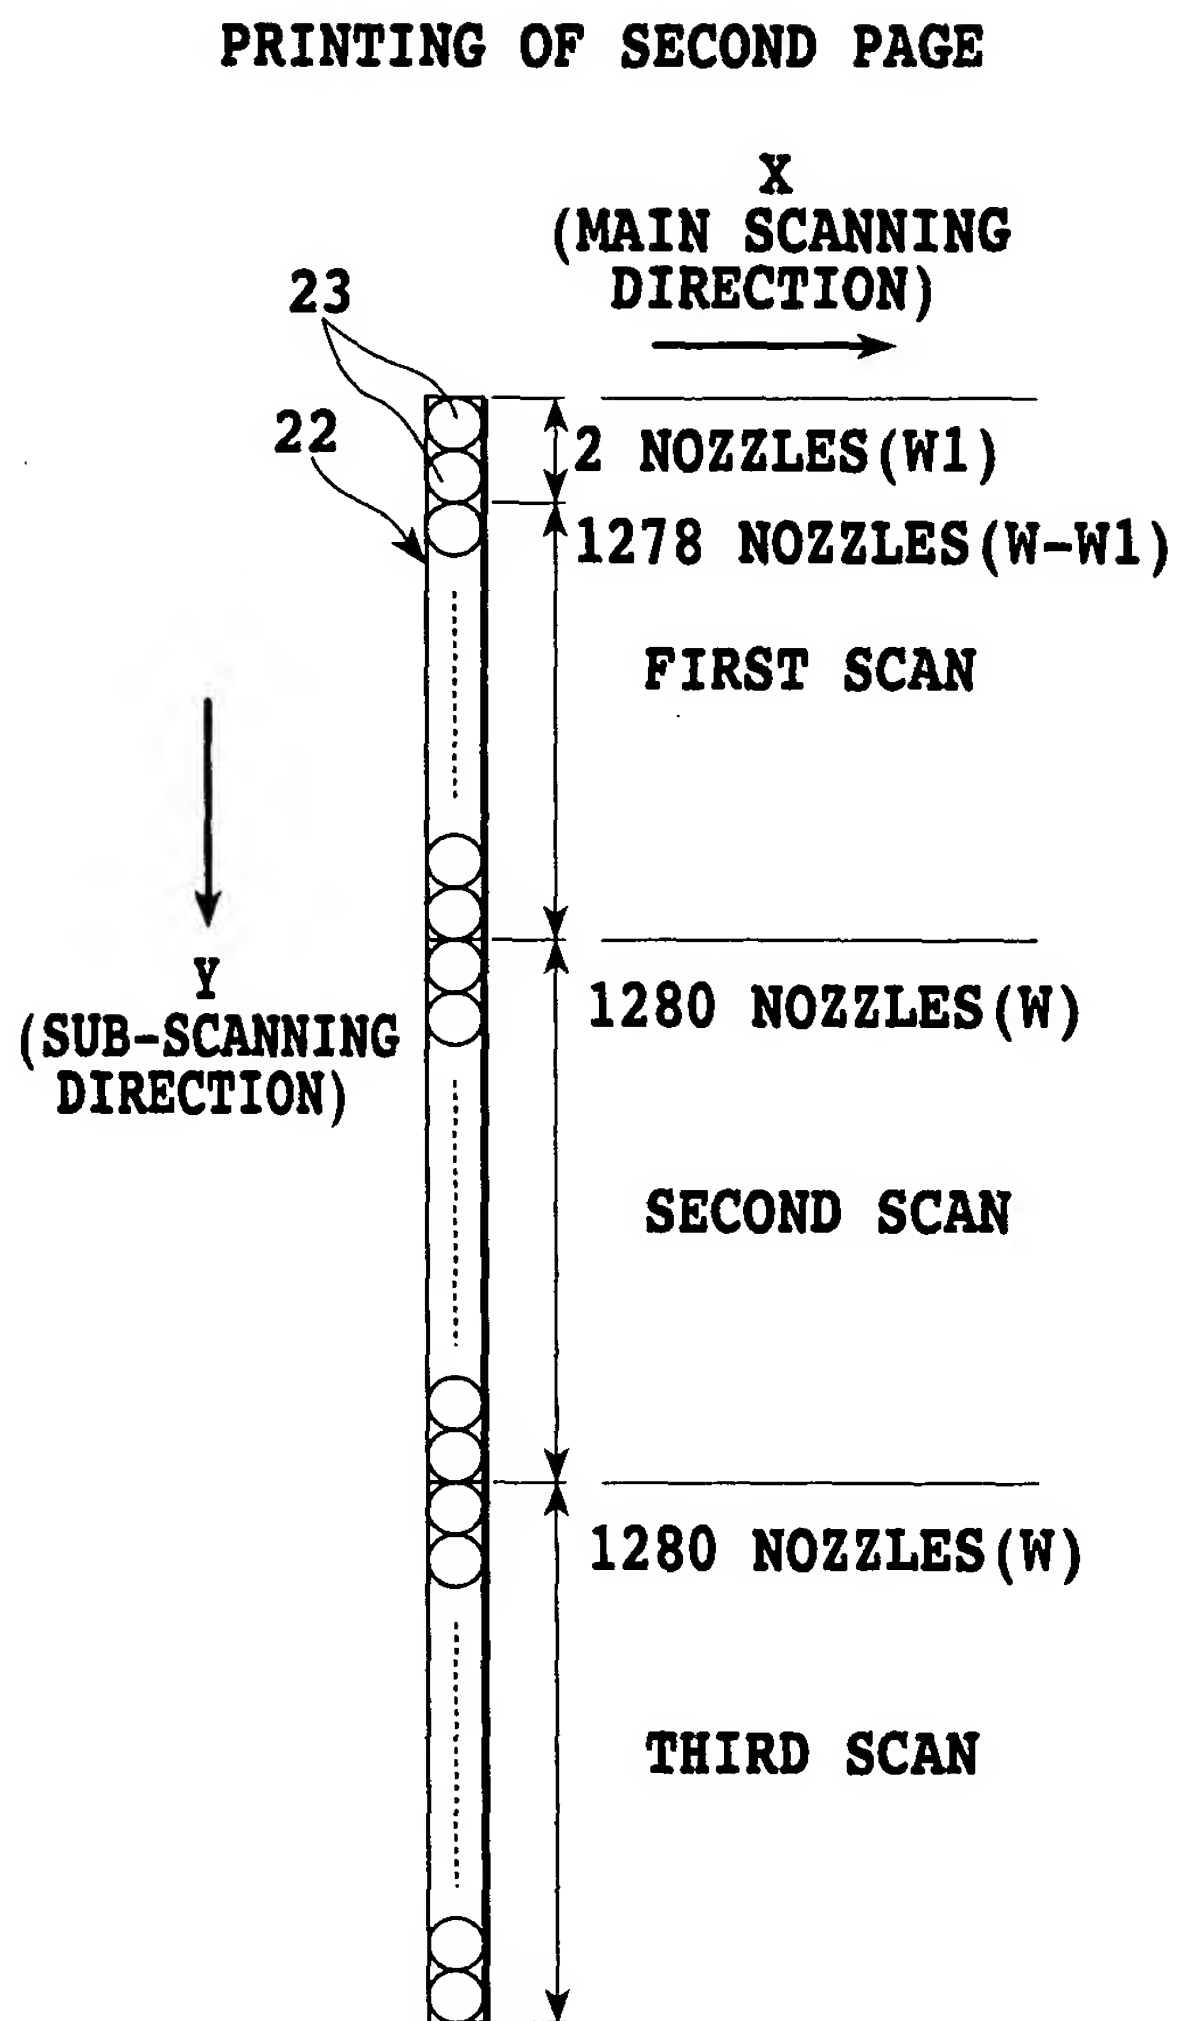 PRINTING OF SECOND PAGE
X
(MAIN SCANNING
DIRECTION)
23
22
2 NOZZLES(W1)
1278 NOZZLES(W-W1)
FIRST SCAN
Y
(SUB-SCANNING
DIRECTION)
1280 NOZZLES(W)
SECOND SCAN
1280 NOZZLES(W)
THIRD SCAN